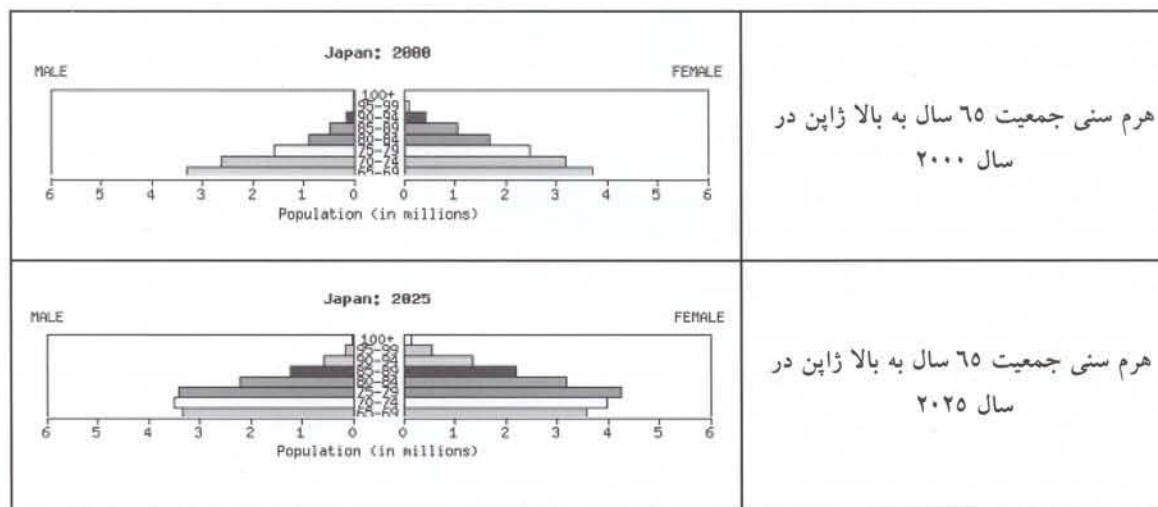 Japan: 2000
MALE FEMALE
100+
95-99
90-94
85-89
80-84
75-79
70-74
65-69
6 5 4 3 2 1 0 0 1 2 3 4 5 6
Population (in millions)
هرم سنی جمعیت ٦٥ سال به بالا ژاپن در
سال ۲۰۰۰
Japan: 2025
MALE FEMALE
100+
95-99
90-94
85-89
80-84
75-79
70-74
65-69
6 5 4 3 2 1 0 0 1 2 3 4 5 6
Population (in millions)
هرم سنی جمعیت ٦٥ سال به بالا ژاپن در
سال ۲۰۲٥